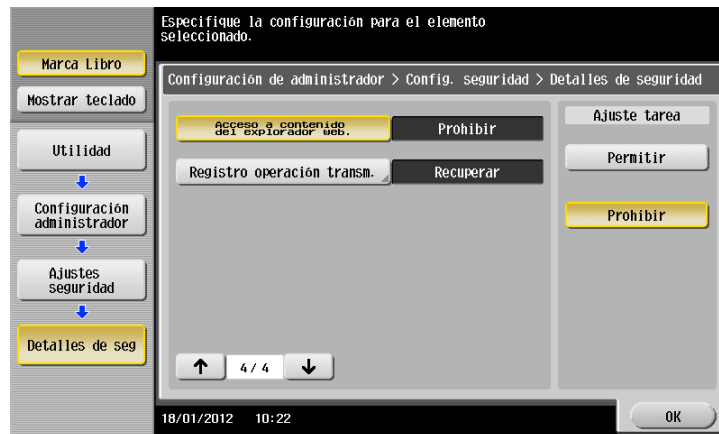 Especifique la configuración para el elemento
seleccionado.
Marca Libro
Mostrar teclado
Utilidad
Configuración
administrador
Ajustes
seguridad
Detalles de seg
Configuración de administrador > Config. seguridad > Detalles de seguridad
Acceso a contenido
del explorador web.
Prohibir
Registro operación transm.
Recuperar
Ajuste tarea
Permitir
Prohibir
↑ 4/4 ↓
18/01/2012 10:22
OK